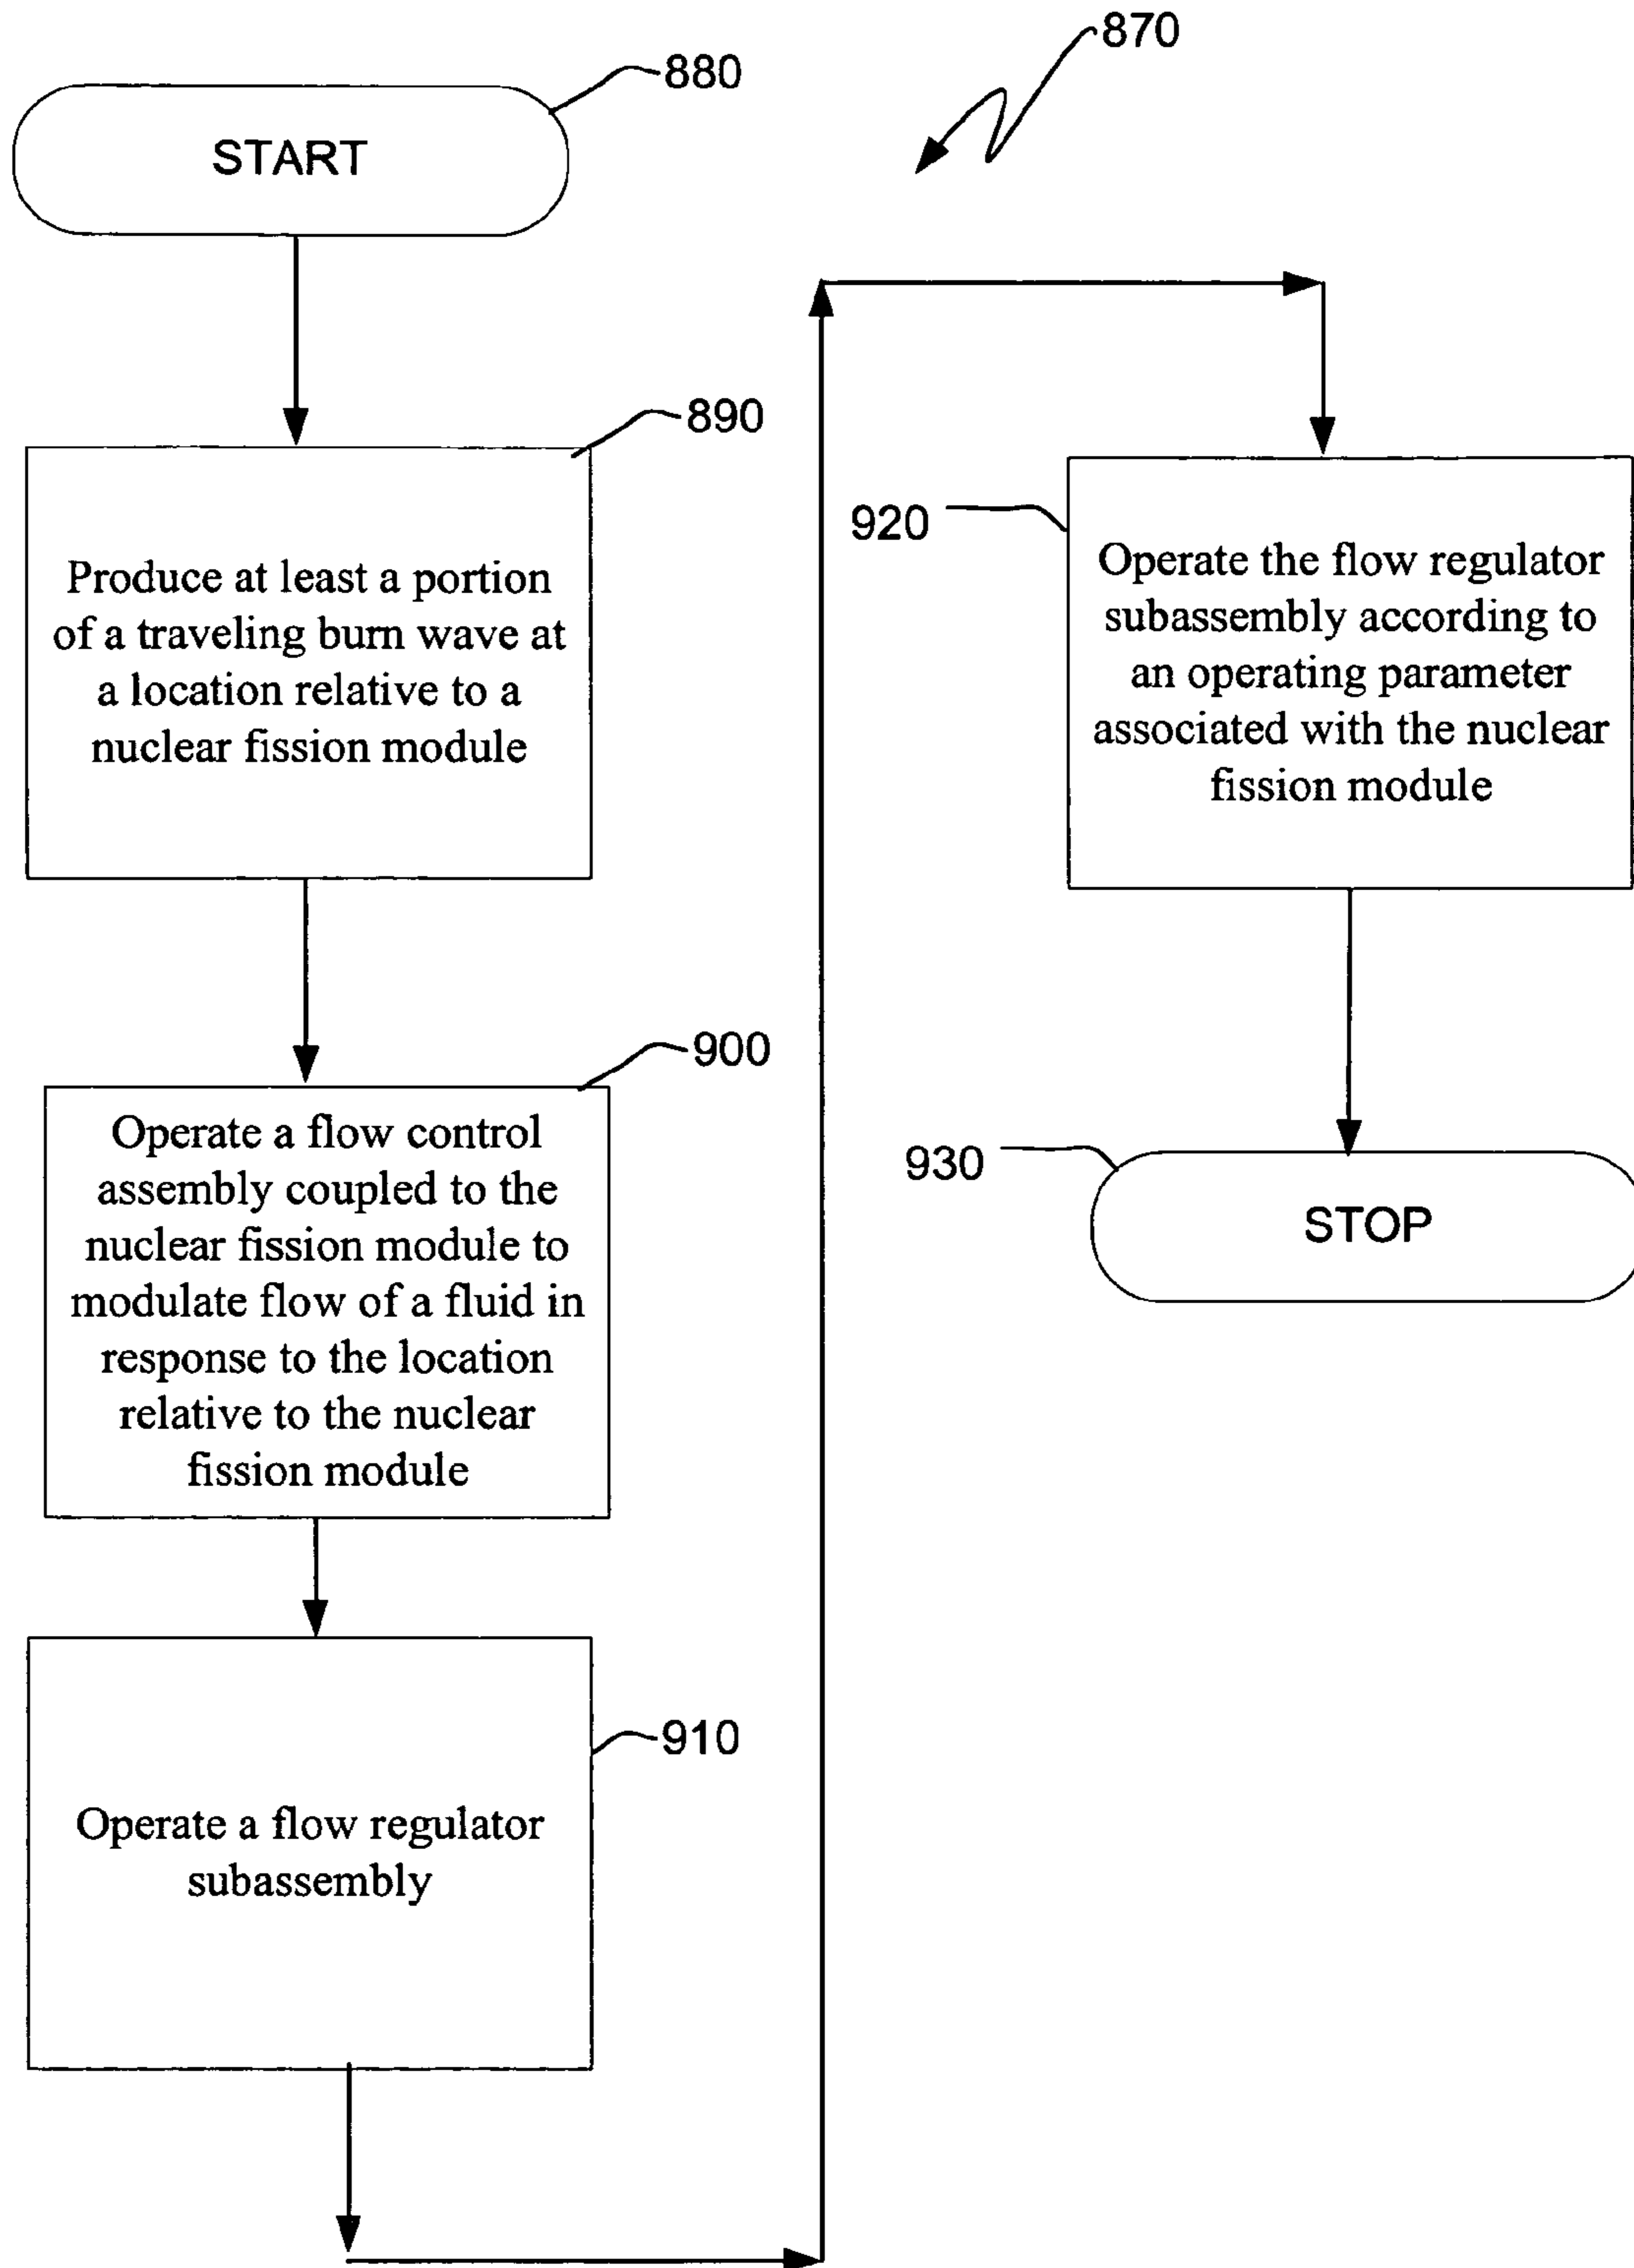 870
880
START
890
Produce at least a portion
of a traveling burn wave at
a location relative to a
nuclear fission module
900
Operate a flow control
assembly coupled to the
nuclear fission module to
modulate flow of a fluid in
response to the location
relative to the nuclear
fission module
910
Operate a flow regulator
subassembly
920
Operate the flow regulator
subassembly according to
an operating parameter
associated with the nuclear
fission module
930
STOP